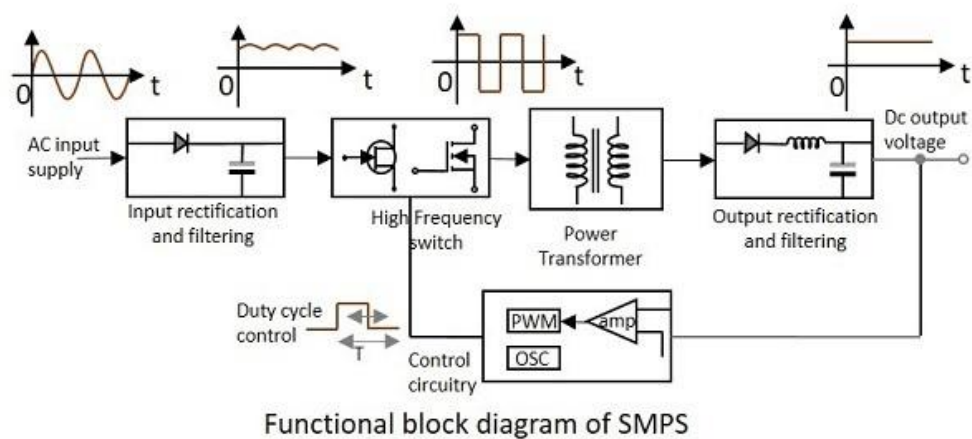 0
t
0
t
0
t
0
t
AC input
supply
Input rectification
and filtering
High Frequency
switch
Power
Transformer
Dc output
voltage
Output rectification
and filtering
Duty cycle
control
T
Control
circuitry
PWM
amp
OSC
Functional block diagram of SMPS